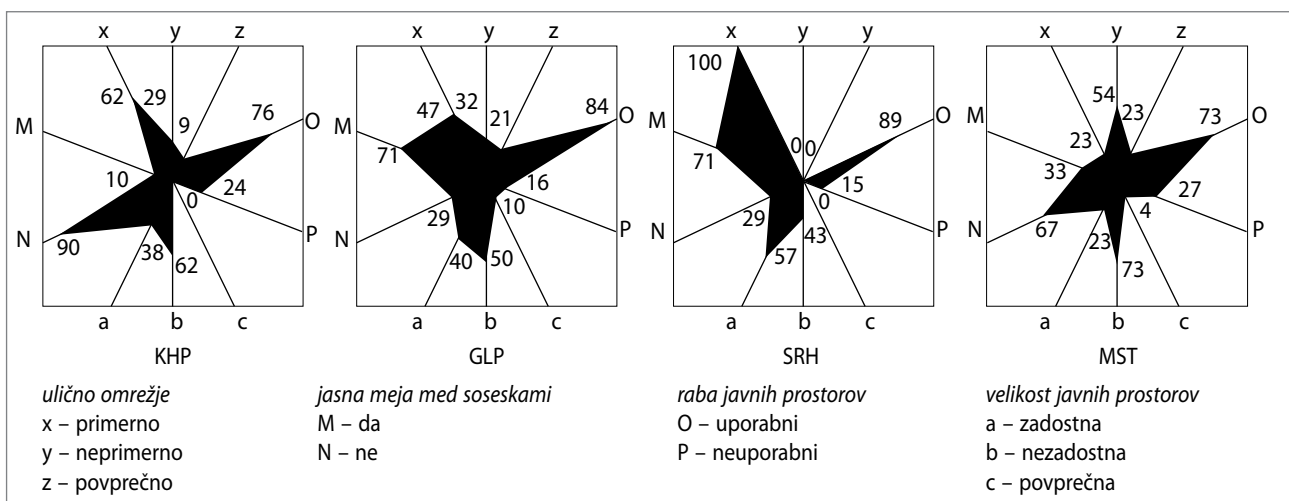 x y z
62 29 9 76 O
M 10 24 P
N 90 38 62 0
a b c
KHP
x y z
47 32 21 84 O
M 71 16 P
N 29 40 50 10
a b c
GLP
x y y
100 0 0 89 O
M 71 15 P
N 29 57 43 0
a b c
SRH
x y z
54 23 73 O
M 23 33 27 P
N 67 23 73 4
a b c
MST
ulično omrežje
x – primerno
y – neprimerno
z – povprečno
jasna meja med soseskami
M – da
N – ne
raba javnih prostorov
O – uporabni
P – neuporabni
velikost javnih prostorov
a – zadostna
b – nezadostna
c – povprečna